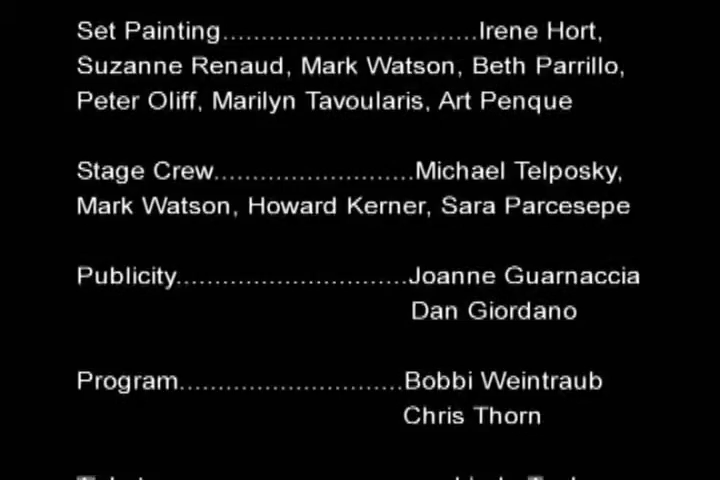 Set Painting.................................Irene Hort,
Suzanne Renaud, Mark Watson, Beth Parrillo,
Peter Oliff, Marilyn Tavoularis, Art Penque
Stage Crew..........................Michael Telposky,
Mark Watson, Howard Kerner, Sara Parcesepe
Publicity..............................Joanne Guarnaccia
Dan Giordano
Program.............................Bobbi Weintraub
Chris Thorn